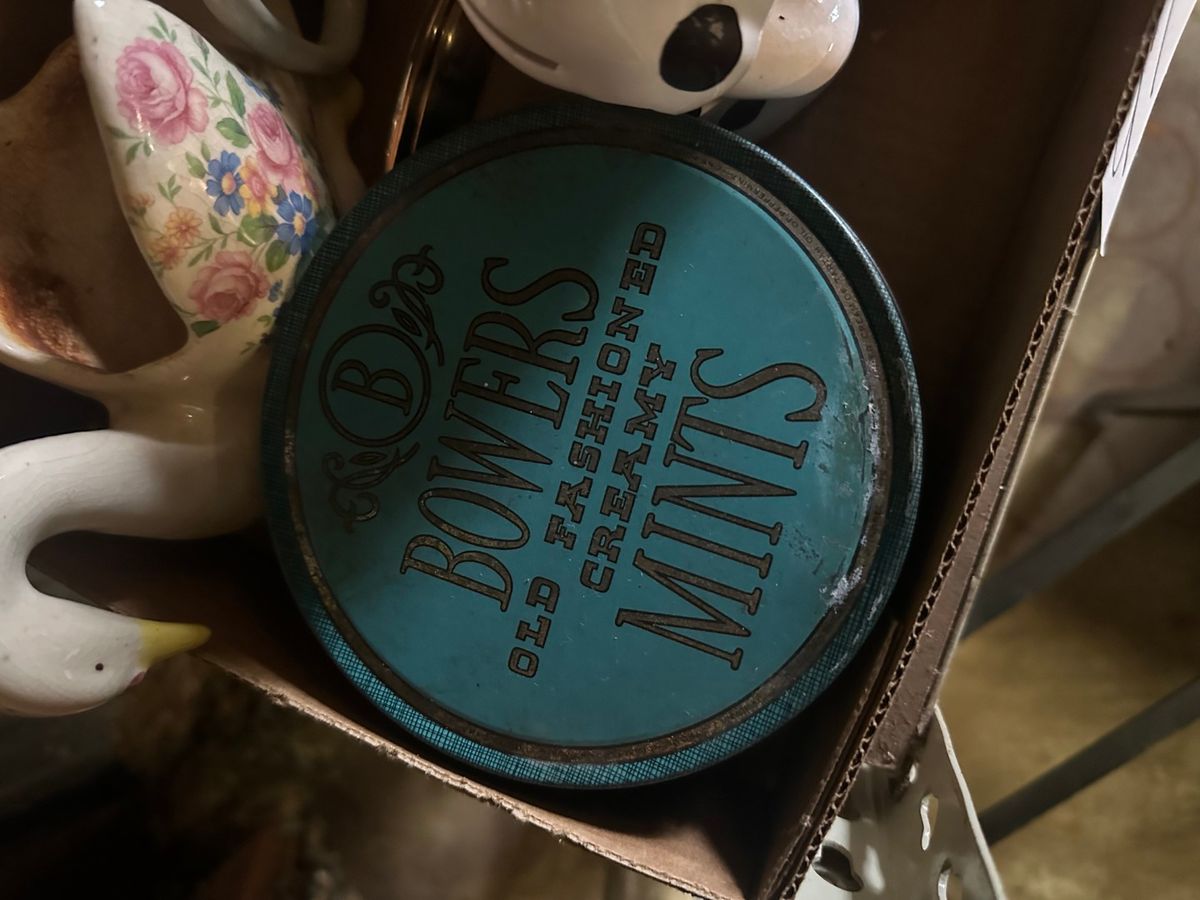 B
BOWERS
OLD FASHIONED
CREAMY
MINTS